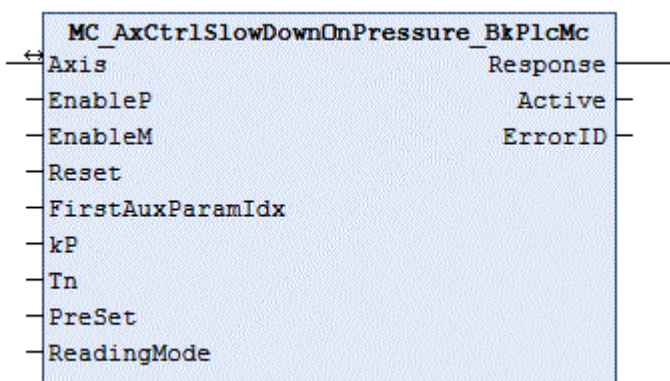 MC_AxCtrlSlowDownOnPressure_BkPlcMc
Axis Response
EnableP Active
EnableM ErrorID
Reset
FirstAuxParamIdx
kP
Tn
PreSet
ReadingMode